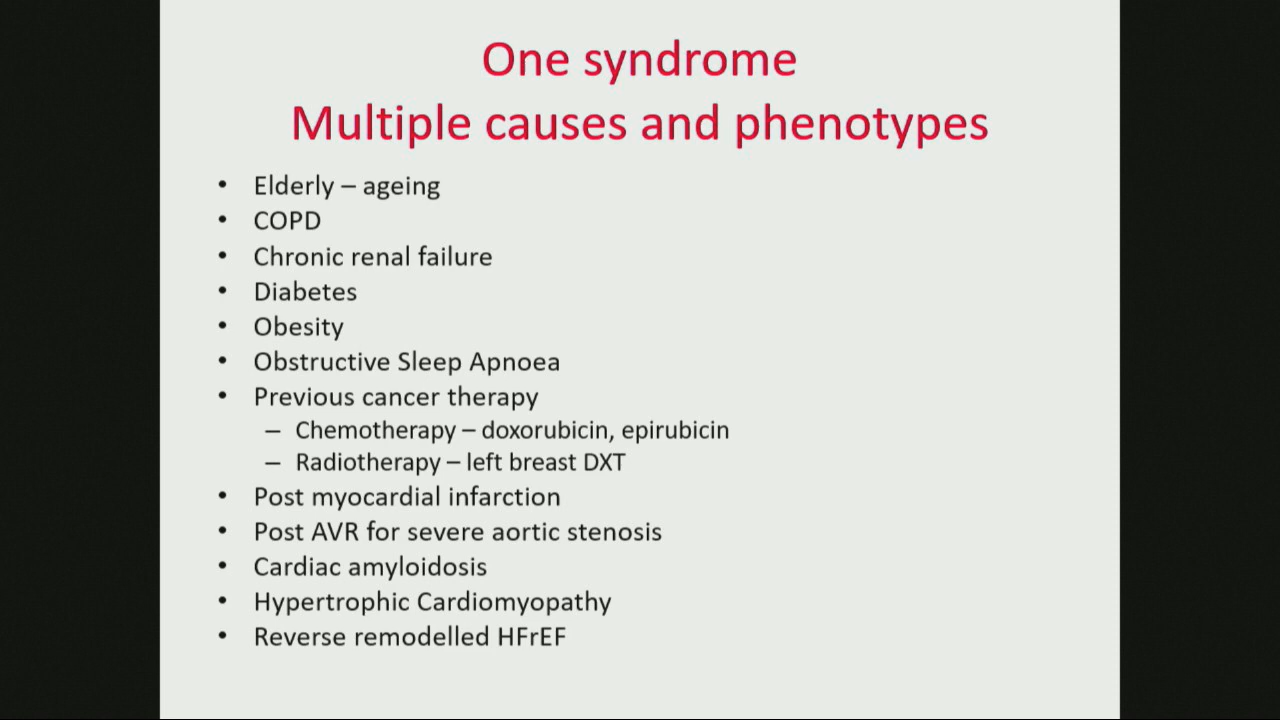 One syndrome
Multiple causes and phenotypes
• Elderly – ageing
• COPD
• Chronic renal failure
• Diabetes
• Obesity
• Obstructive Sleep Apnoea
• Previous cancer therapy
– Chemotherapy – doxorubicin, epirubicin
– Radiotherapy – left breast DXT
• Post myocardial infarction
• Post AVR for severe aortic stenosis
• Cardiac amyloidosis
• Hypertrophic Cardiomyopathy
• Reverse remodelled HFrEF